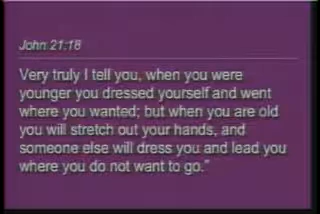 John 21:18
Very truly I tell you, when you were
younger you dressed yourself and went
where you wanted; but when you are old
you will stretch out your hands, and
someone else will dress you and lead you
where you do not want to go."